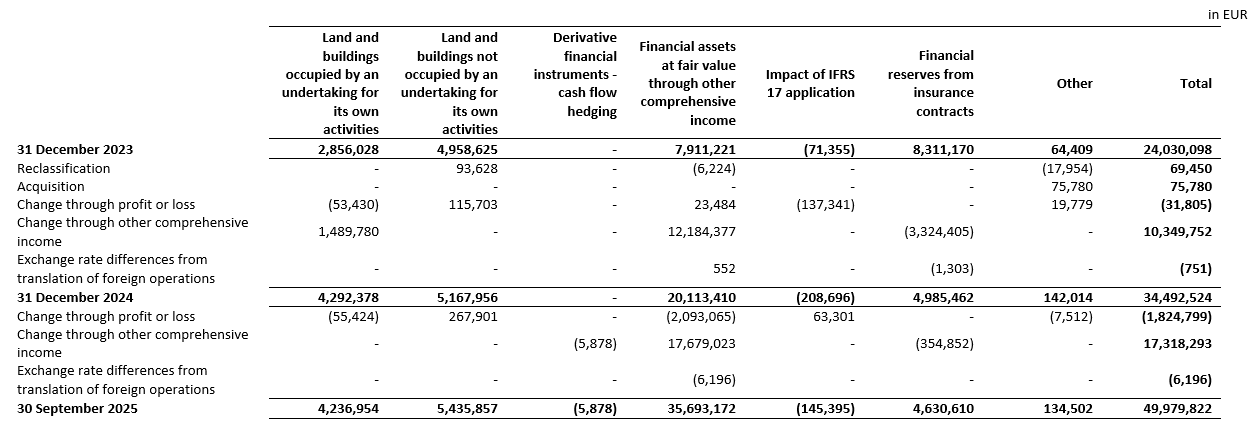 in EUR
Land and buildings occupied by an undertaking for its own activities | Land and buildings not occupied by an undertaking for its own activities | Derivative financial instruments - cash flow hedging | Financial assets at fair value through other comprehensive income | Impact of IFRS 17 application | Financial reserves from insurance contracts | Other | Total
31 December 2023 2,856,028 4,958,625 - 7,911,221 (71,355) 8,311,170 64,409 24,030,098
Reclassification - 93,628 - (6,224) - - (17,954) 69,450
Acquisition - - - - - - 75,780 75,780
Change through profit or loss (53,430) 115,703 - 23,484 (137,341) - 19,779 (31,805)
Change through other comprehensive income 1,489,780 - - 12,184,377 - (3,324,405) - 10,349,752
Exchange rate differences from translation of foreign operations - - - 552 - (1,303) - (751)
31 December 2024 4,292,378 5,167,956 - 20,113,410 (208,696) 4,985,462 142,014 34,492,524
Change through profit or loss (55,424) 267,901 - (2,093,065) 63,301 - (7,512) (1,824,799)
Change through other comprehensive income - - (5,878) 17,679,023 - (354,852) - 17,318,293
Exchange rate differences from translation of foreign operations - - - (6,196) - - - (6,196)
30 September 2025 4,236,954 5,435,857 (5,878) 35,693,172 (145,395) 4,630,610 134,502 49,979,822